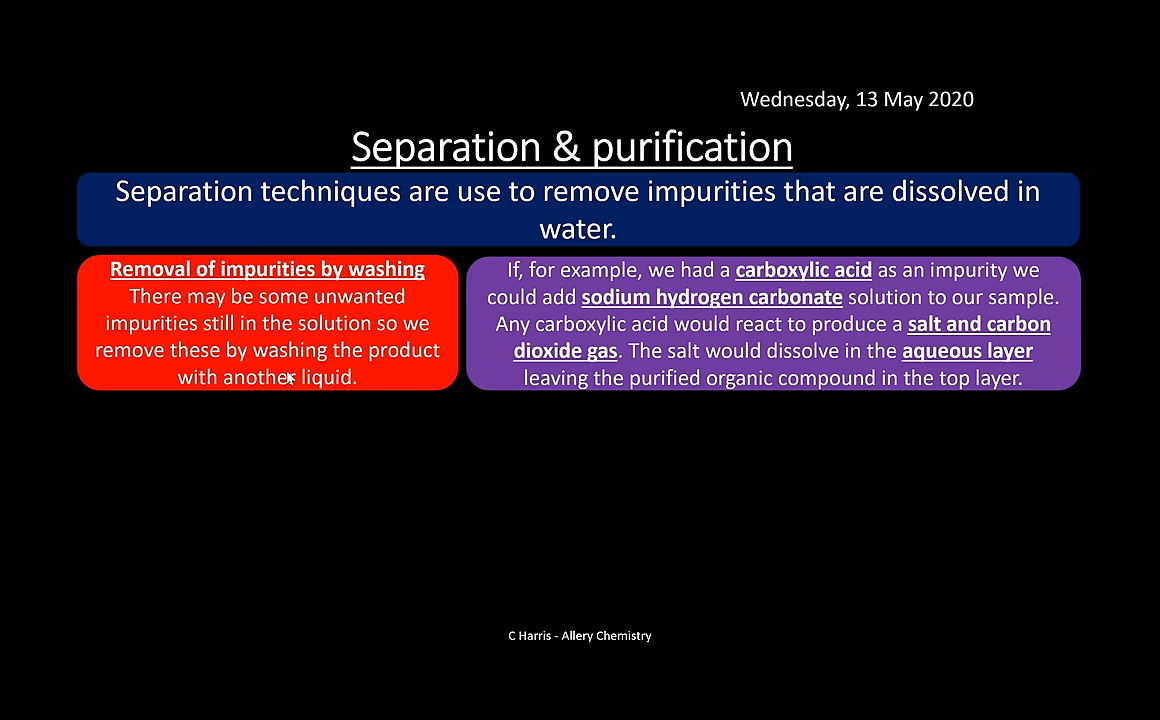 Wednesday, 13 May 2020
Separation & purification
Separation techniques are use to remove impurities that are dissolved in
water.
Removal of impurities by washing
There may be some unwanted
impurities still in the solution so we
remove these by washing the product
with another liquid.
If, for example, we had a carboxylic acid as an impurity we
could add sodium hydrogen carbonate solution to our sample.
Any carboxylic acid would react to produce a salt and carbon
dioxide gas. The salt would dissolve in the aqueous layer
leaving the purified organic compound in the top layer.
C Harris - Allery Chemistry